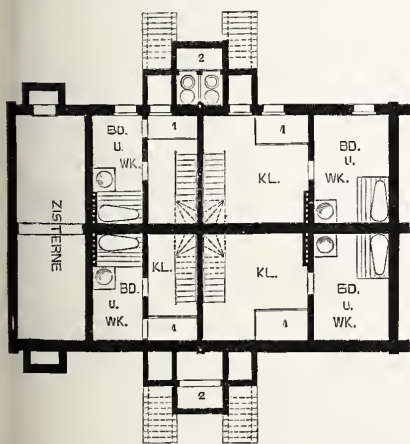 2
BD.
U.
WK.
1
1
BD.
U.
WK.
KL.
ZISTERNE
BD.
U.
WK.
KL.
KL.
BD.
U.
WK.
1
1
2